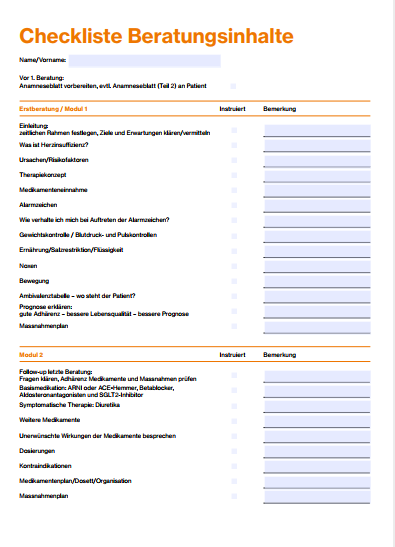 Checkliste Beratungsinhalte
Name/Vorname:
Vor 1. Beratung:
Anamneseblatt vorbereiten, evtl. Anamneseblatt (Teil 2) an Patient
Erstberatung / Modul 1 Instruiert Bemerkung
Einleitung:
zeitlichen Rahmen festlegen, Ziele und Erwartungen klären/vermitteln
Was ist Herzinsuffizienz?
Ursachen/Risikofaktoren
Therapiekonzept
Medikamenteneinnahme
Alarmzeichen
Wie verhalte ich mich bei Auftreten der Alarmzeichen?
Gewichtskontrolle / Blutdruck- und Pulskontrollen
Ernährung/Salzrestriktion/Flüssigkeit
Noxen
Bewegung
Ambivalenztabelle – wo steht der Patient?
Prognose erklären:
gute Adhärenz – bessere Lebensqualität – bessere Prognose
Massnahmenplan
Modul 2 Instruiert Bemerkung
Follow-up letzte Beratung:
Fragen klären, Adhärenz Medikamente und Massnahmen prüfen
Basismedikation: ARNI oder ACE-Hemmer, Betablocker,
Aldosteronantagonisten und SGLT2-Inhibitor
Symptomatische Therapie: Diuretika
Weitere Medikamente
Unerwünschte Wirkungen der Medikamente besprechen
Dosierungen
Kontraindikationen
Medikamentenplan/Dosett/Organisation
Massnahmenplan